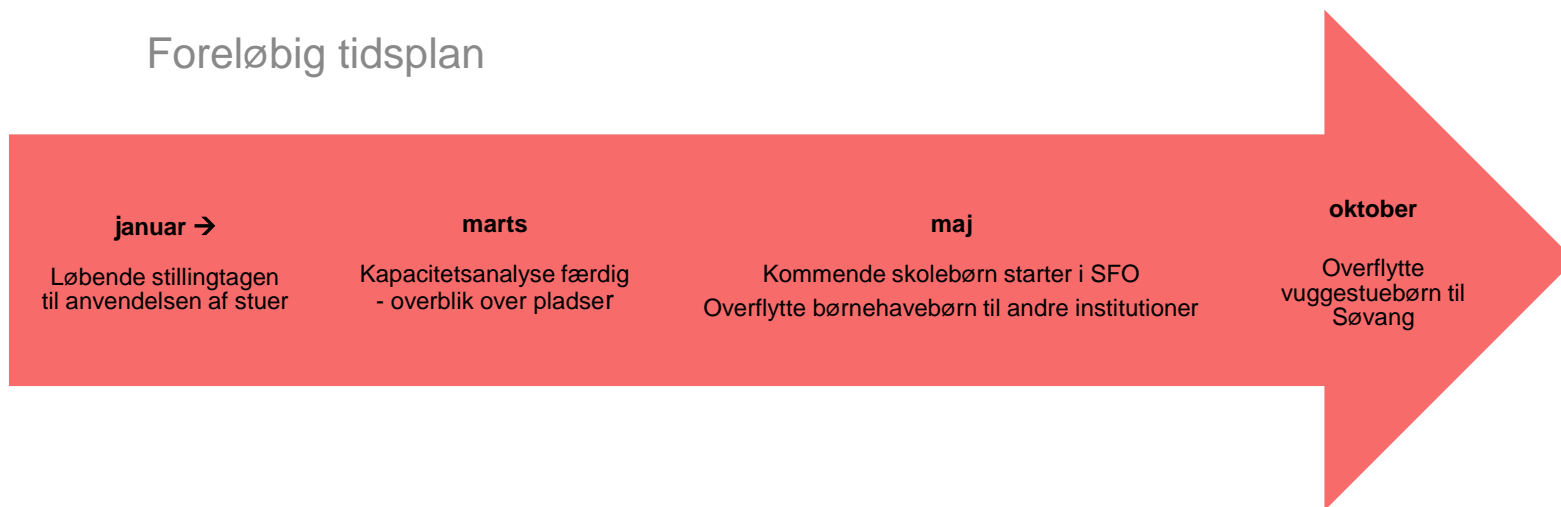 Foreløbig tidsplan
januar →
Løbende stillingtagen
til anvendelsen af stuer
marts
Kapacitetsanalyse færdig
- overblik over pladser
maj
Kommende skolebørn starter i SFO
Overflytte børnehavebørn til andre institutioner
oktober
Overflytte
vuggestuebørn til
Søvang